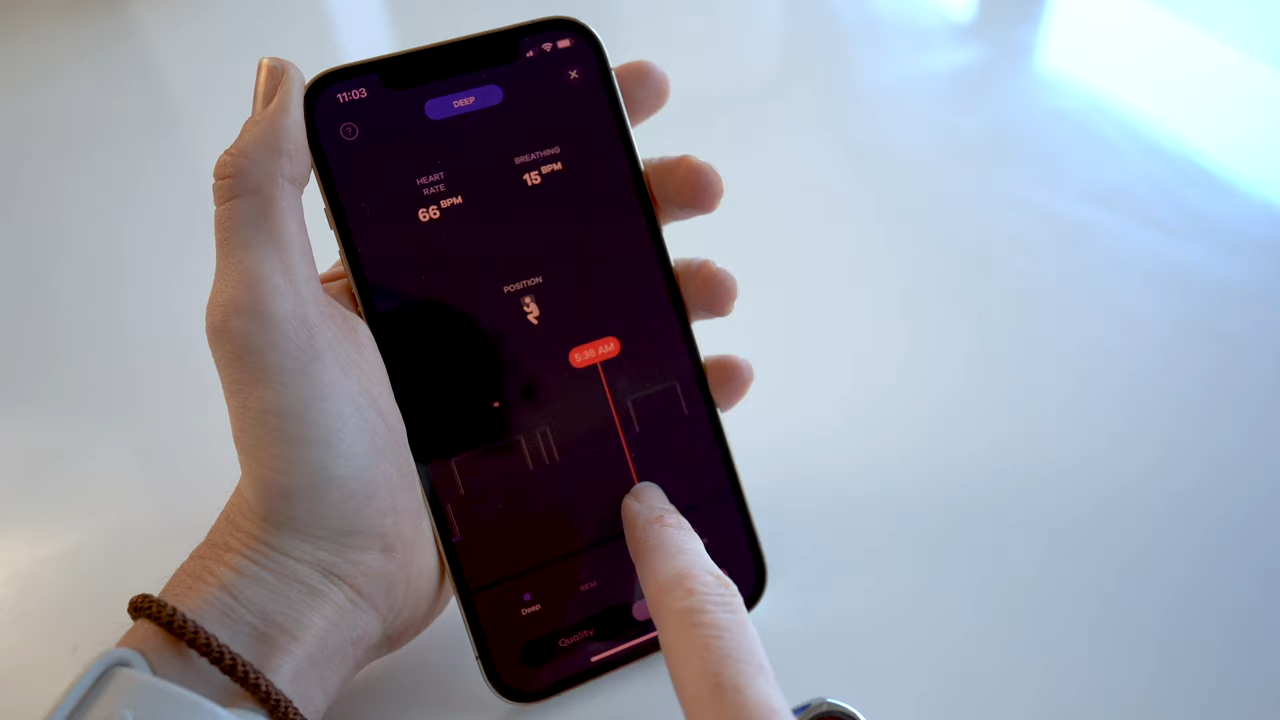 11:03
DEEP
?
HEART
RATE
66 BPM
BREATHING
15 BPM
POSITION
5:36 AM
Deep
REM
Quality